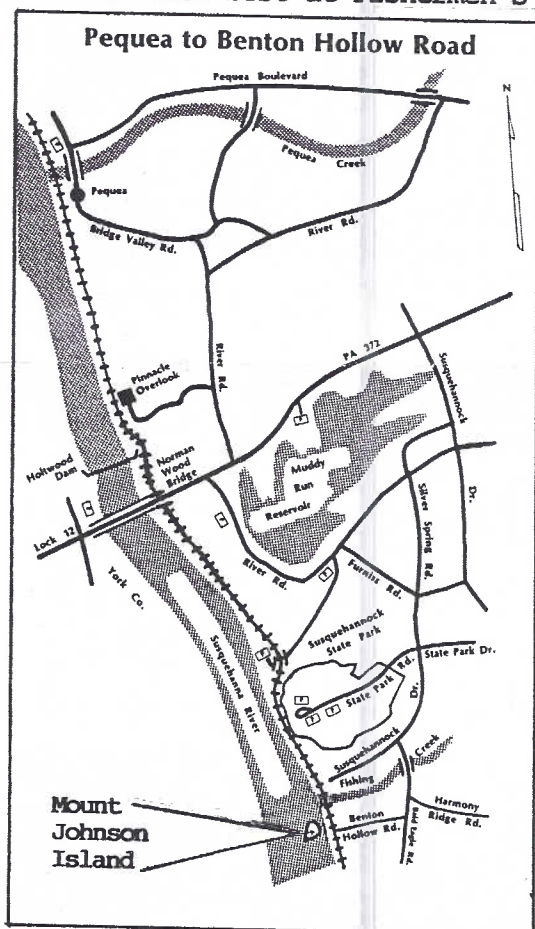 Pequea to Benton Hollow Road
Pequea Boulevard
N
P
Pequea
Creek
Pequea
Bridge Valley Rd.
River Rd.
PA 372
Pinnacle
Overlook
River Rd.
Susquehannock
Dr.
P
Holtwood
Dam
Norman
Wood
Bridge
Muddy
Run
Reservoir
Silver Spring Rd.
P
Lock 12
P
River Rd.
York Co.
P
Furniss Rd.
Susquehanna River
Susquehannock
State Park
P
State Park Rd.
State Park Dr.
P
P
P
Susquehannock
Dr.
Fishing
Creek
Mount
Johnson
Island
Benton
Hollow Rd.
Harmony
Ridge Rd.
Bald Eagle Rd.